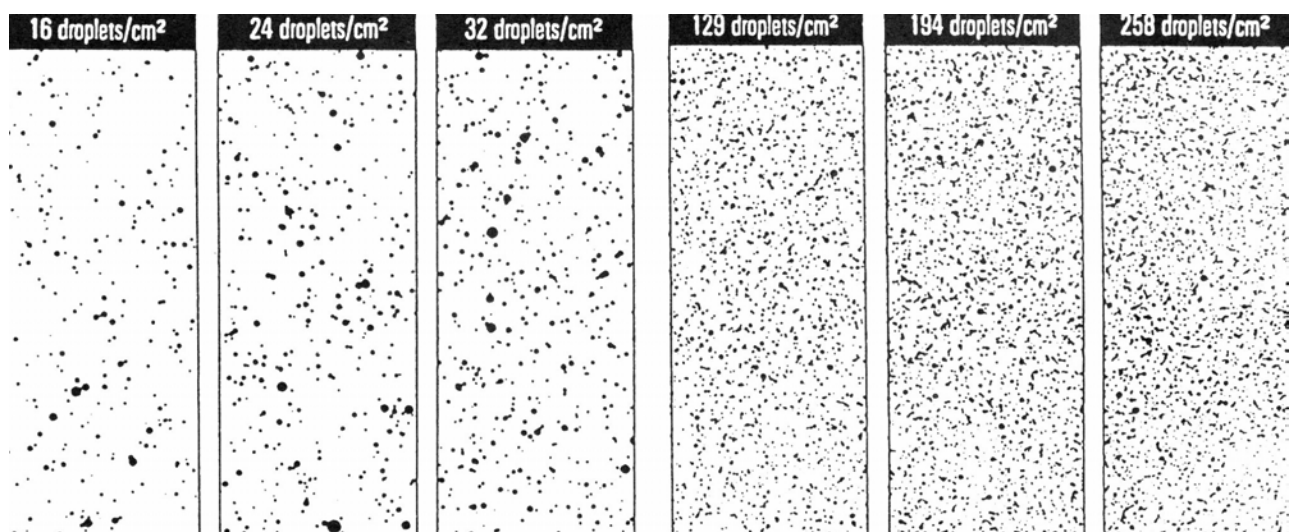 16 droplets/cm²
24 droplets/cm²
32 droplets/cm²
129 droplets/cm²
194 droplets/cm²
258 droplets/cm²